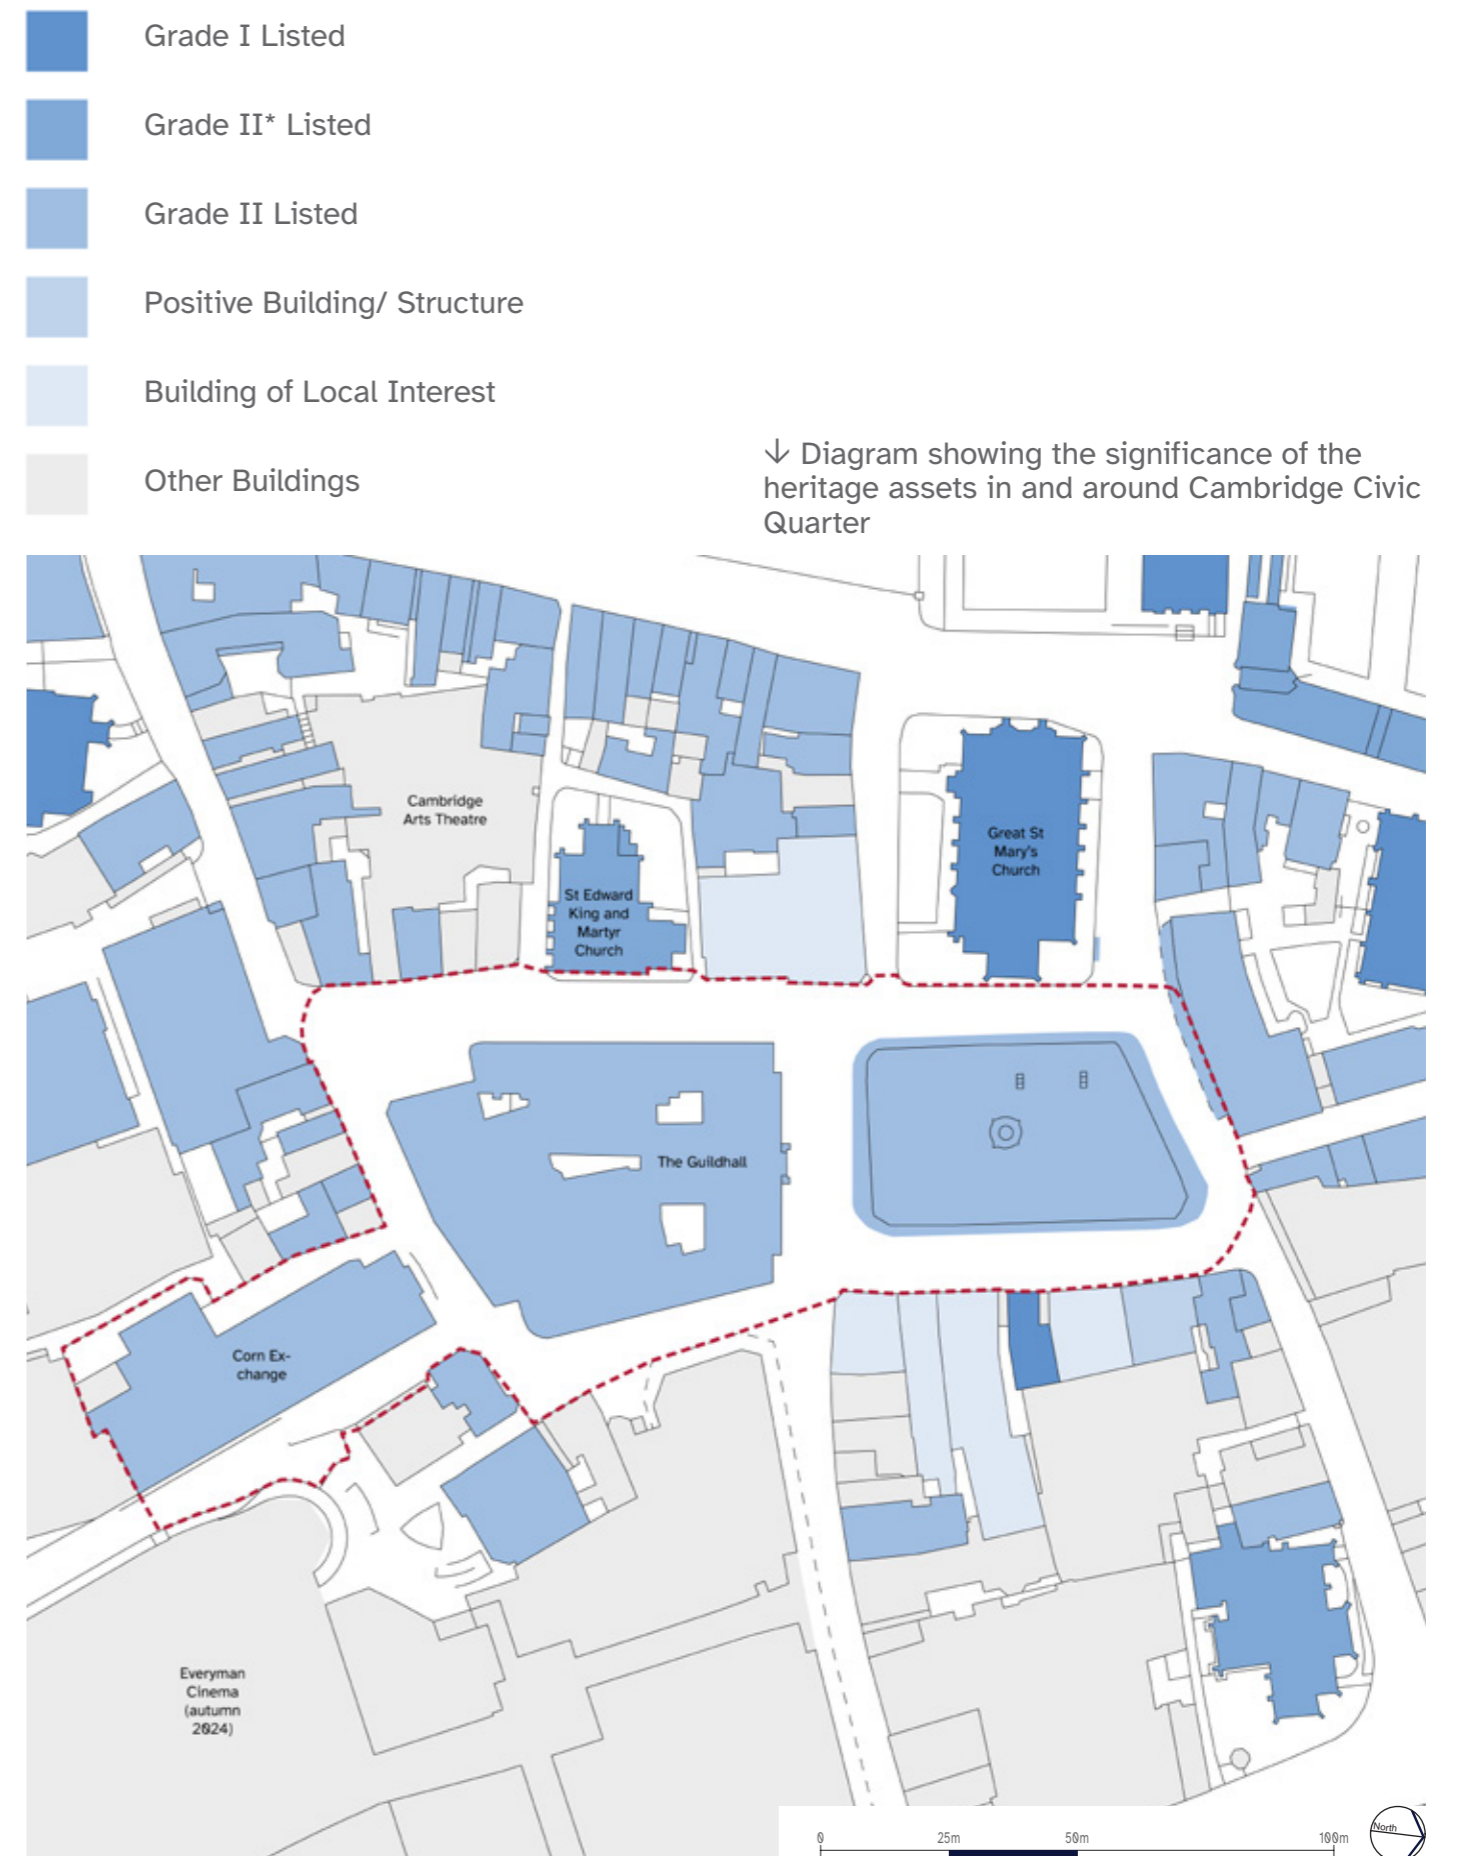 Grade I Listed
Grade II* Listed
Grade II Listed
Positive Building/ Structure
Building of Local Interest
Other Buildings
↓ Diagram showing the significance of the
heritage assets in and around Cambridge Civic
Quarter
Cambridge
Arts Theatre
Great St
Mary's
Church
St Edward
King and
Martyr
Church
The Guildhall
Corn Ex-
change
Everyman
Cinema
(autumn
2024)
0 25m 50m 100m
North